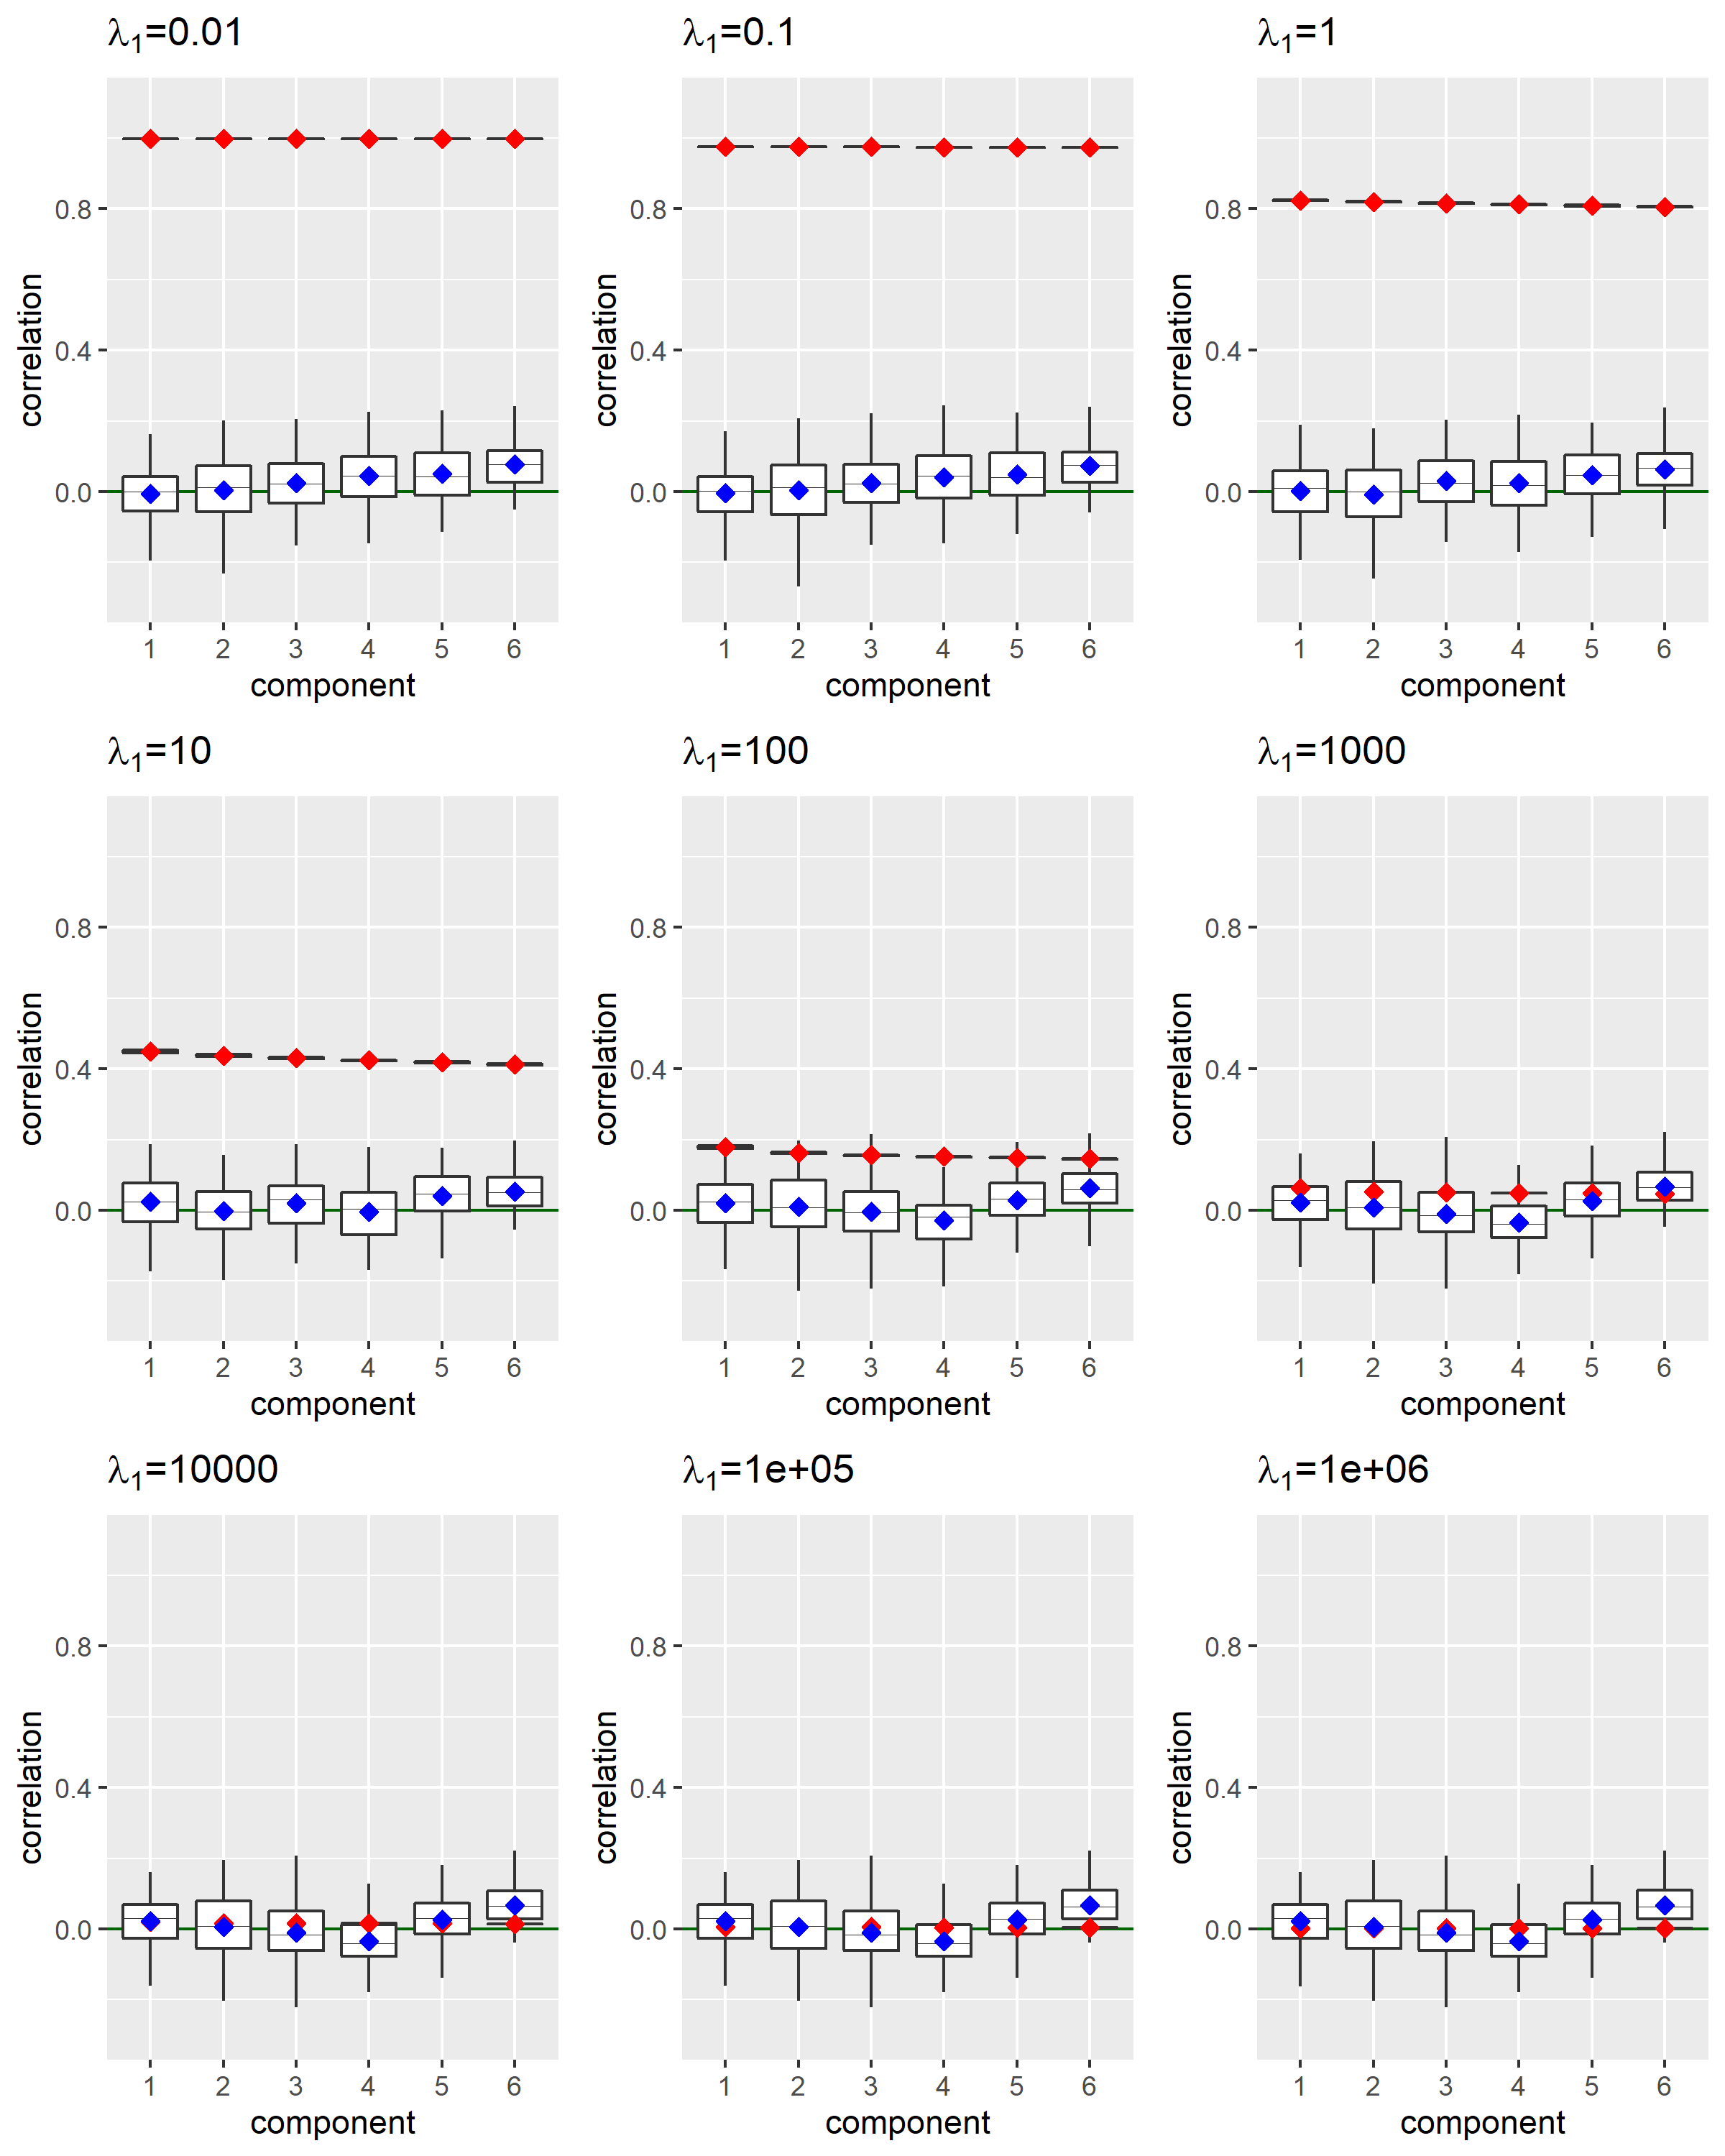 λ1=0.01
correlation
0.8
0.4
0.0
1 2 3 4 5 6
component
λ1=0.1
correlation
0.8
0.4
0.0
1 2 3 4 5 6
component
λ1=1
correlation
0.8
0.4
0.0
1 2 3 4 5 6
component
λ1=10
correlation
0.8
0.4
0.0
1 2 3 4 5 6
component
λ1=100
correlation
0.8
0.4
0.0
1 2 3 4 5 6
component
λ1=1000
correlation
0.8
0.4
0.0
1 2 3 4 5 6
component
λ1=10000
correlation
0.8
0.4
0.0
1 2 3 4 5 6
component
λ1=1e+05
correlation
0.8
0.4
0.0
1 2 3 4 5 6
component
λ1=1e+06
correlation
0.8
0.4
0.0
1 2 3 4 5 6
component